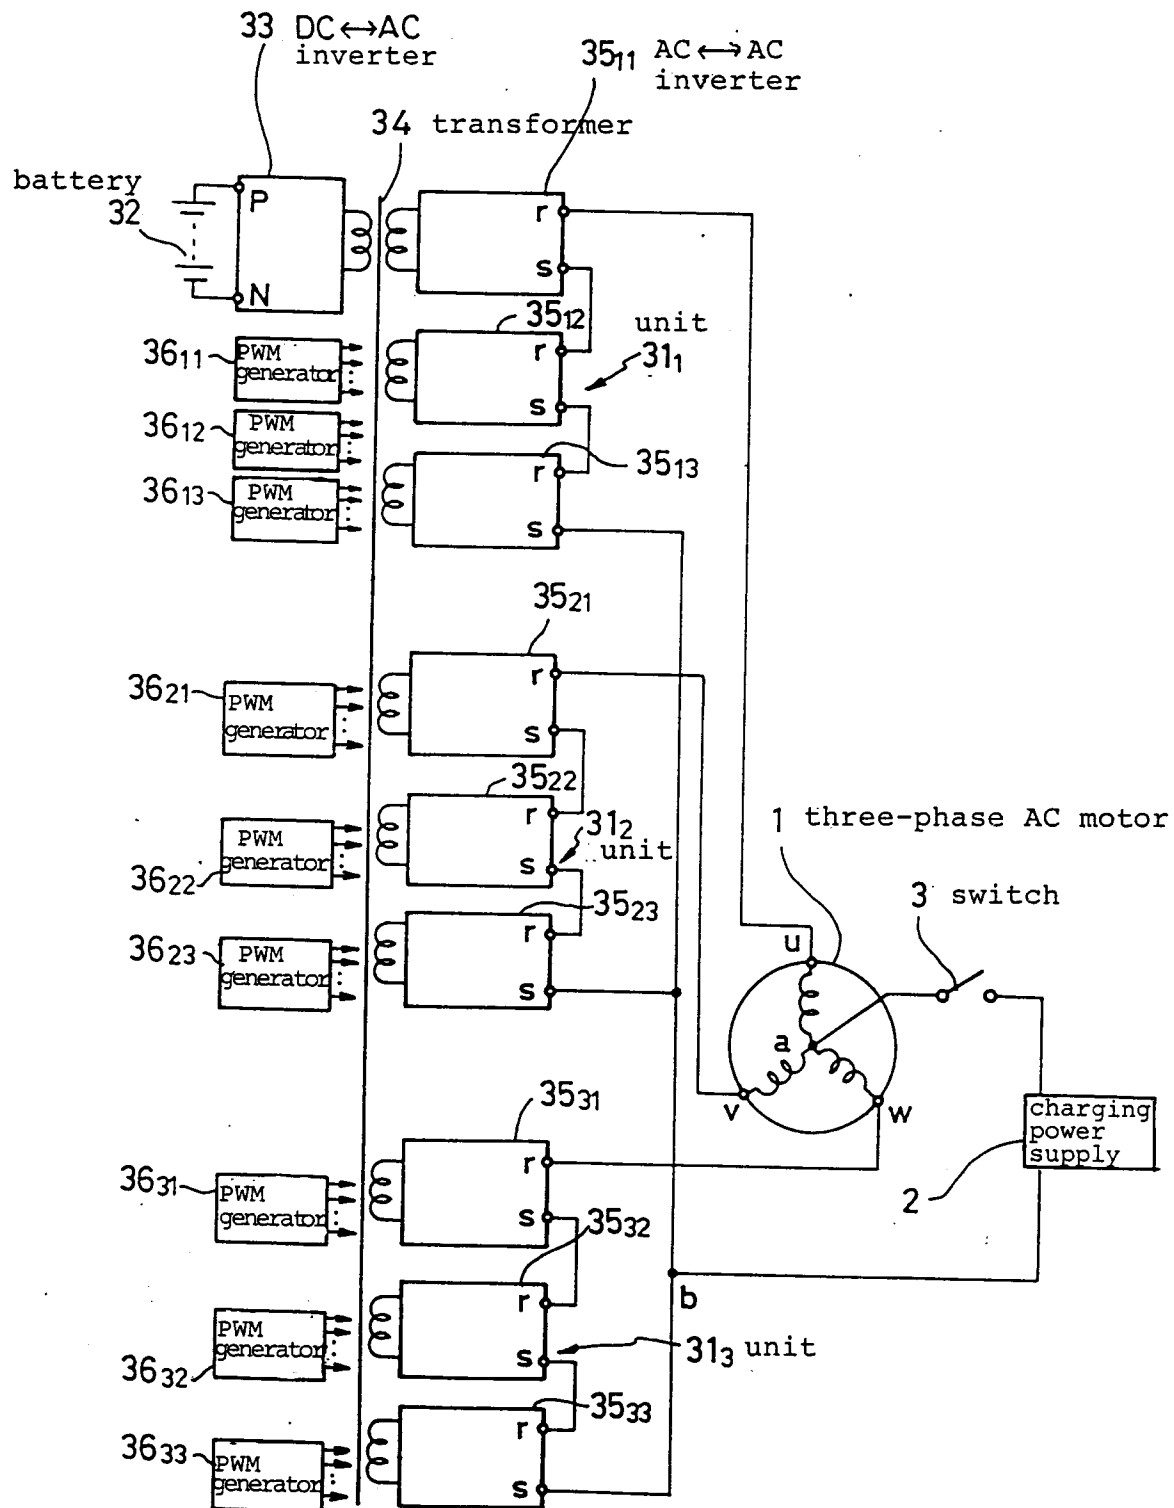 33 DC↔AC
inverter
35₁₁ AC↔AC
inverter
34 transformer
battery
32
P
N
r
s
35₁₂
r
s
unit
31₁
35₁₃
r
s
36₁₁
PWM
generator
36₁₂
PWM
generator
36₁₃
PWM
generator
35₂₁
r
s
36₂₁
PWM
generator
35₂₂
r
s
31₂
unit
36₂₂
PWM
generator
35₂₃
r
s
36₂₃
PWM
generator
1 three-phase AC motor
3 switch
u
a
v
w
charging
power
supply
2
35₃₁
r
s
36₃₁
PWM
generator
35₃₂
r
s
b
31₃ unit
36₃₂
PWM
generator
35₃₃
r
s
36₃₃
PWM
generator